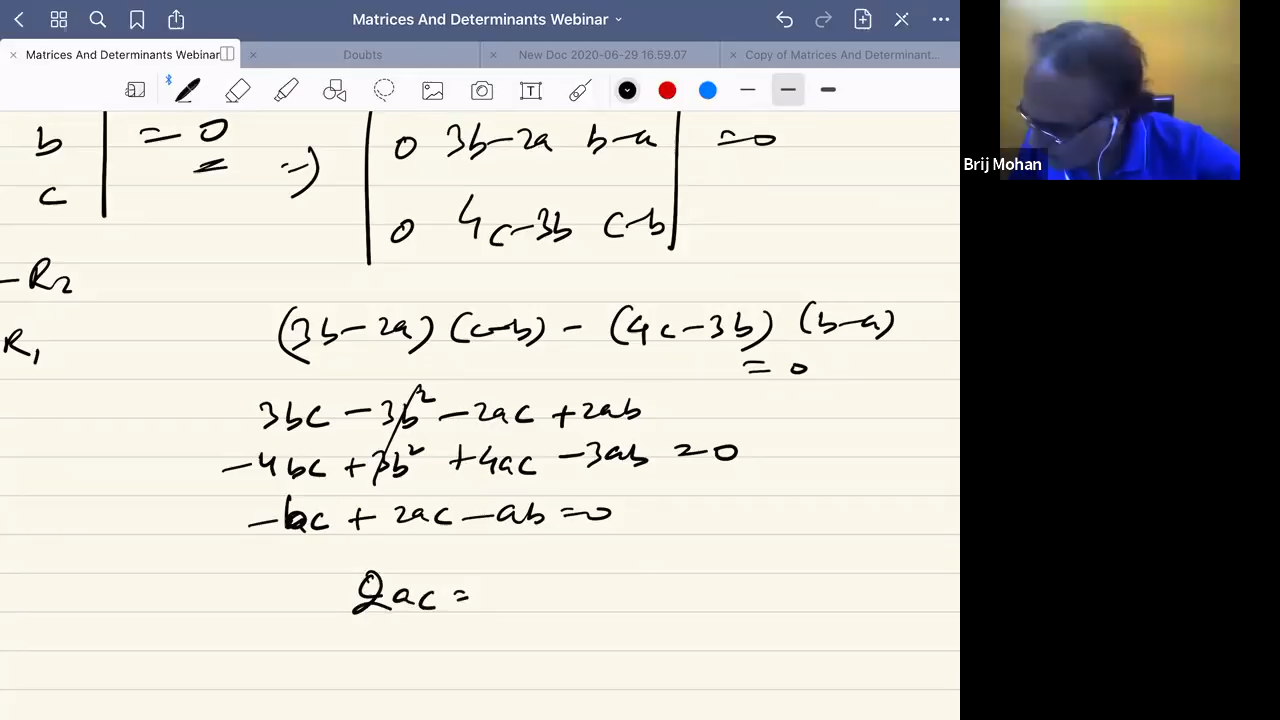 Matrices And Determinants Webinar
Matrices And Determinants Webinar
Doubts
New Doc 2020-06-29 16.59.07
Copy of Matrices And Determinant...
b = 0 => 0 3b-2a b-a = 0
c 0 4c-3b c-b
-R2
R1
(3b-2a) (c-b) - (4c-3b) (b-a)
= 0
3bc - 3b² - 2ac + 2ab
-4bc + 3b² + 4ac - 3ab = 0
-bc + 2ac - ab = 0
2ac =
Brij Mohan